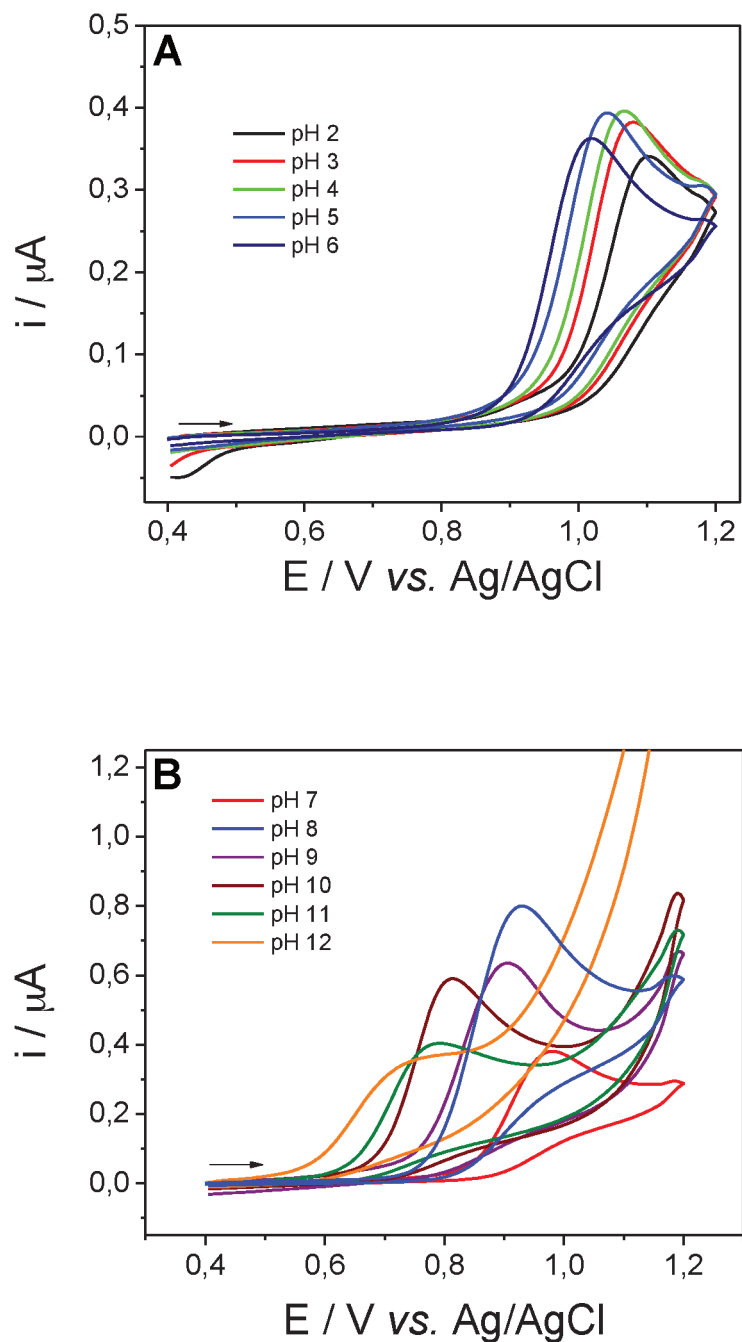 A
0,5
0,4
0,3
0,2
0,1
0,0
i / μA
pH 2
pH 3
pH 4
pH 5
pH 6
0,4
0,6
0,8
1,0
1,2
E / V vs. Ag/AgCl
B
1,2
1,0
0,8
0,6
0,4
0,2
0,0
i / μA
pH 7
pH 8
pH 9
pH 10
pH 11
pH 12
0,4
0,6
0,8
1,0
1,2
E / V vs. Ag/AgCl